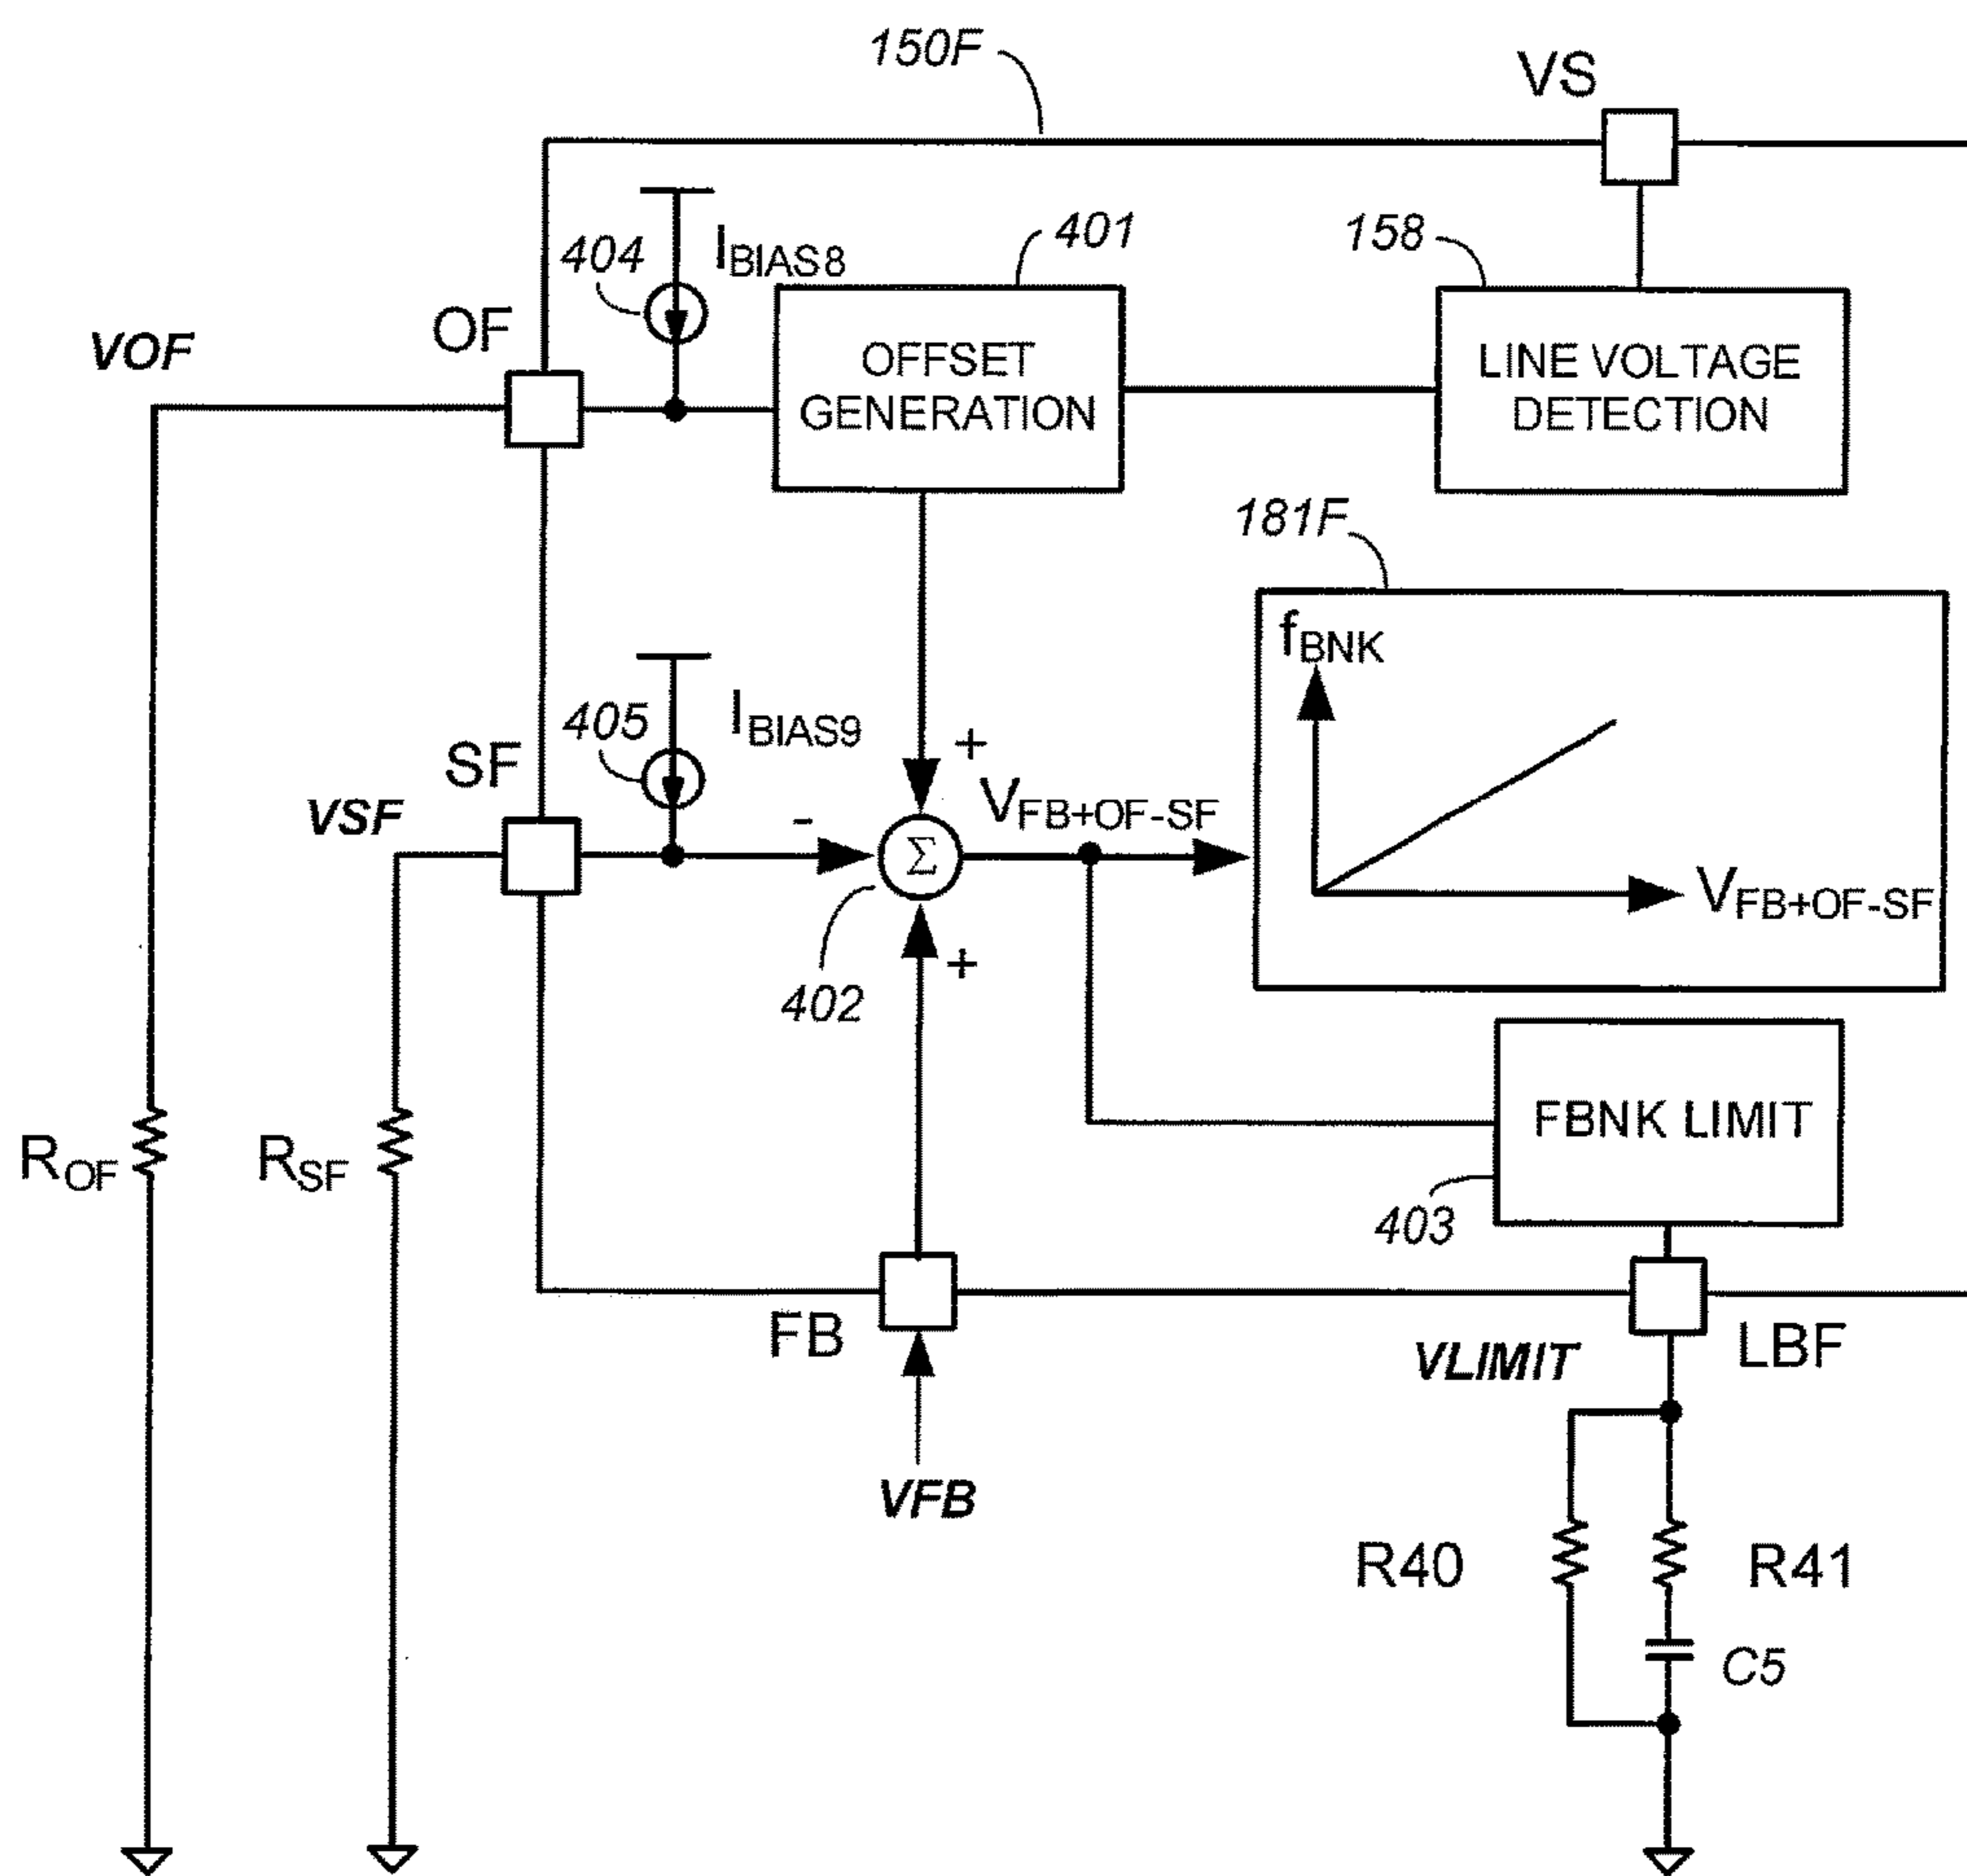 150F
VS
404
IBIAS8
401
158
VOF
OF
OFFSET
GENERATION
LINE VOLTAGE
DETECTION
181F
fBNK
405
IBIAS9
SF
VSF
+
-
Σ
VFB+OF-SF
VFB+OF-SF
402
+
ROF
RSF
FBNK LIMIT
403
FB
VLIMIT
LBF
VFB
R40
R41
C5